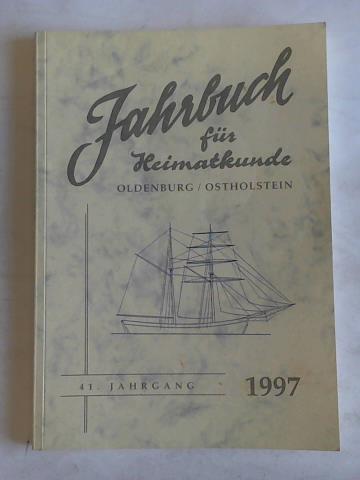 Jahrbuch
für
Heimatkunde
OLDENBURG / OSTHOLSTEIN
41. JAHRGANG 1997